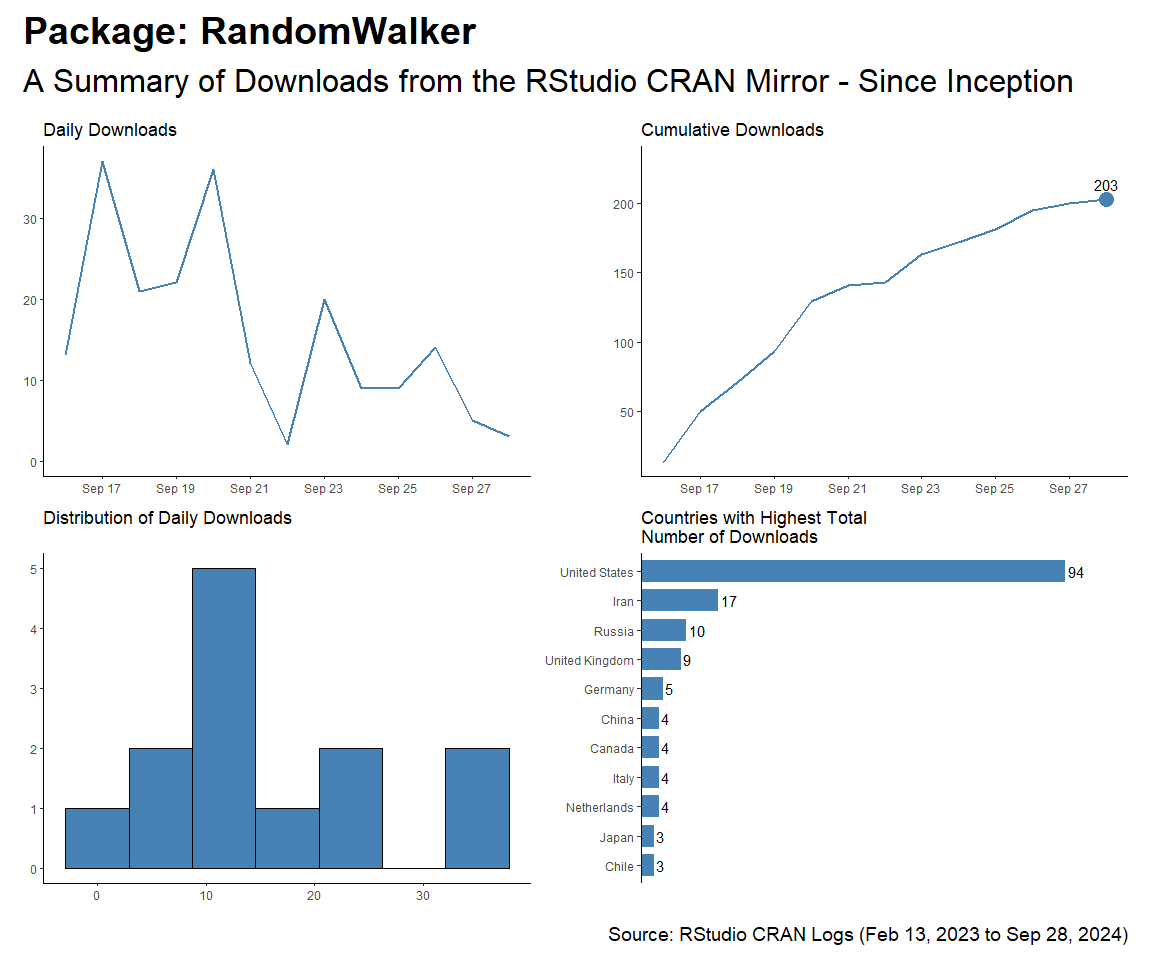 Package: RandomWalker
A Summary of Downloads from the RStudio CRAN Mirror - Since Inception
Daily Downloads
30
20
10
0
Sep 17
Sep 19
Sep 21
Sep 23
Sep 25
Sep 27
Cumulative Downloads
203
200
150
100
50
Sep 17
Sep 19
Sep 21
Sep 23
Sep 25
Sep 27
Distribution of Daily Downloads
5
4
3
2
1
0
0
10
20
30
Countries with Highest Total
Number of Downloads
United States 94
Iran 17
Russia 10
United Kingdom 9
Germany 5
China 4
Canada 4
Italy 4
Netherlands 4
Japan 3
Chile 3
Source: RStudio CRAN Logs (Feb 13, 2023 to Sep 28, 2024)